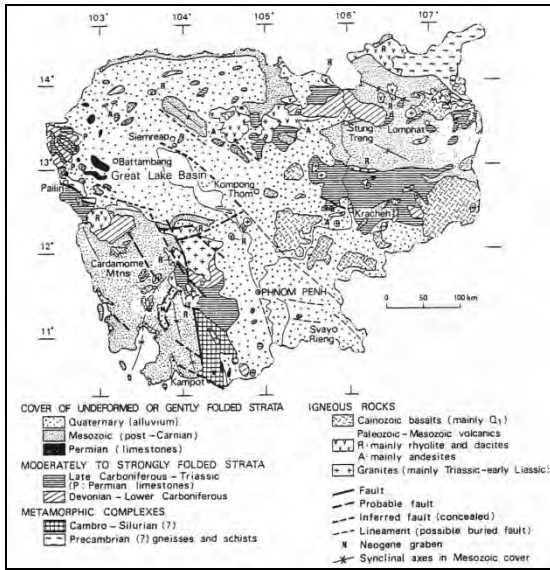 103° 104° 105° 106° 107°
14°
13°
12°
11°
Siemreap
Battambang
Great Lake Basin
Pailin
Kompong
Thom
Stung
Treng
Lomphat
Kracheh
Cardamome
Mtns
PHNOM PENH
Svayo
Rieng
Kampot
0 50 100 km
COVER OF UNDEFORMED OR GENTLY FOLDED STRATA
Quaternary (alluvium)
Mesozoic (post-Carnian)
Permian (limestones)
MODERATELY TO STRONGLY FOLDED STRATA
Late Carboniferous - Triassic
(P: Permian limestones)
Devonian - Lower Carboniferous
METAMORPHIC COMPLEXES
Cambro - Silurian (?)
Precambrian (?) gneisses and schists
IGNEOUS ROCKS
Cainozoic basalts (mainly Q1)
Paleozoic-Mesozoic volcanics
R: mainly rhyolite and dacites
A: mainly andesites
Granites (mainly Triassic-early Liassic)
Fault
Probable fault
Inferred fault (concealed)
Lineament (possible buried fault)
N Neogene graben
Synclinal axes in Mesozoic cover